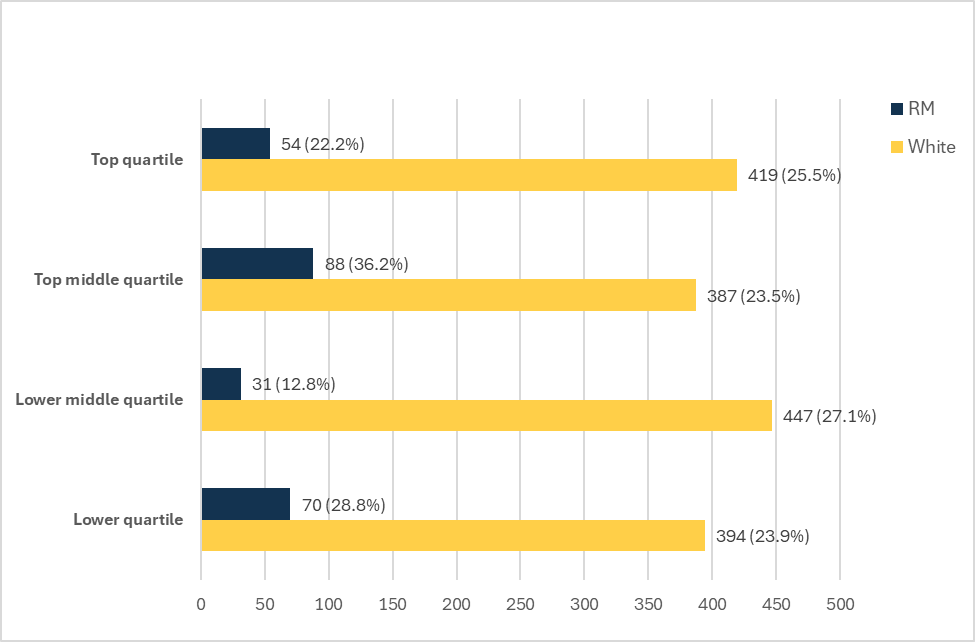 RM
White
Top quartile
54 (22.2%)
419 (25.5%)
Top middle quartile
88 (36.2%)
387 (23.5%)
Lower middle quartile
31 (12.8%)
447 (27.1%)
Lower quartile
70 (28.8%)
394 (23.9%)
0 50 100 150 200 250 300 350 400 450 500